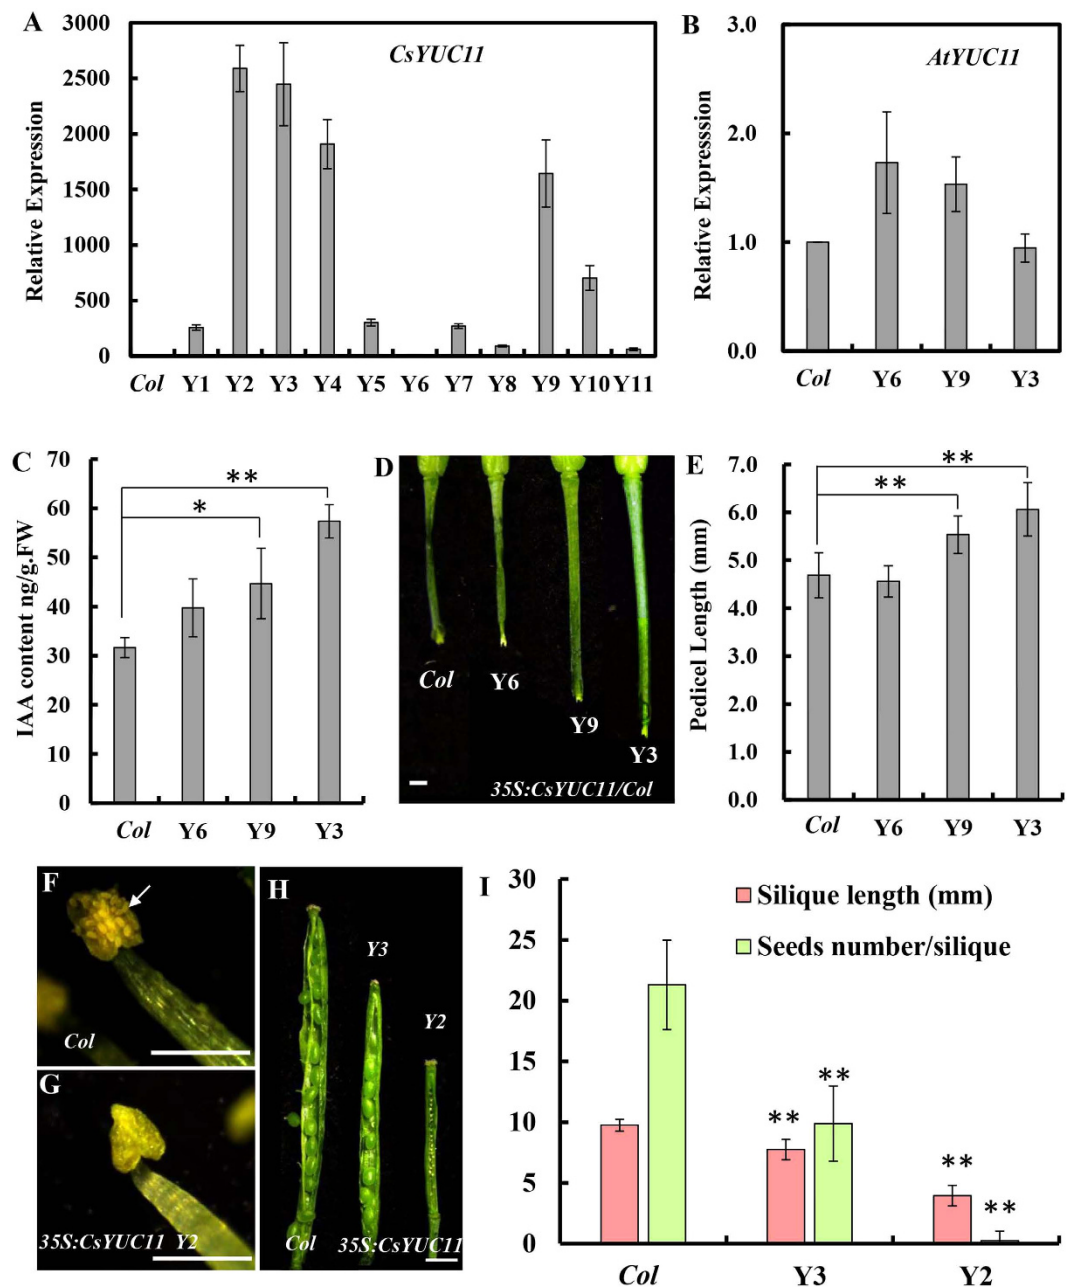 A
CsYUC11
Relative Expression
3000
2500
2000
1500
1000
500
0
Col Y1 Y2 Y3 Y4 Y5 Y6 Y7 Y8 Y9 Y10 Y11
B
AtYUC11
Relative Expresssion
3.0
2.0
1.0
0.0
Col Y6 Y9 Y3
C
IAA content ng/g.FW
70
60
50
40
30
20
10
0
**
*
Col Y6 Y9 Y3
D
Col
Y6
Y9
Y3
35S:CsYUC11/Col
E
Pedicel Length (mm)
7.0
6.0
5.0
4.0
3.0
2.0
1.0
0.0
**
**
Col Y6 Y9 Y3
F
Col
G
35S:CsYUC11 Y2
H
Y3
Y2
Col 35S:CsYUC11
I
Silique length (mm)
Seeds number/silique
30
25
20
15
10
5
0
**
**
**
**
Col Y3 Y2